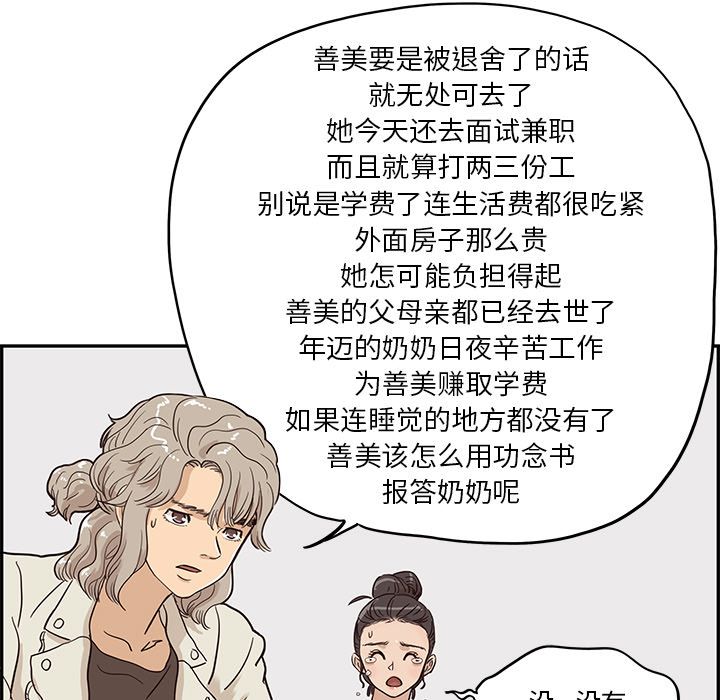 善美要是被退舍了的话
就无处可去了
她今天还去面试兼职
而且就算打两三份工
别说是学费了连生活费都很吃紧
外面房子那么贵
她怎可能负担得起
善美的父母亲都已经去世了
年迈的奶奶日夜辛苦工作
为善美赚取学费
如果连睡觉的地方都没有了
善美该怎么用功念书
报答奶奶呢
没、没有